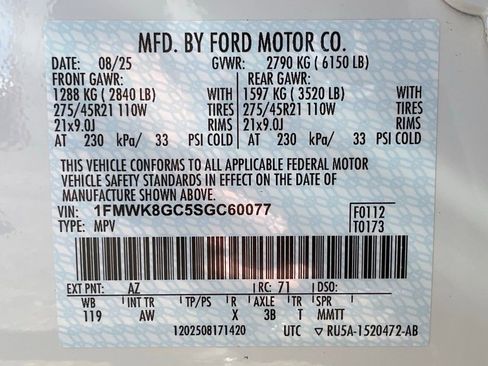 MFD. BY FORD MOTOR CO.
DATE: 08/25 GVWR: 2790 KG ( 6150 LB)
FRONT GAWR: REAR GAWR:
1288 KG ( 2840 LB) WITH 1597 KG ( 3520 LB) WITH
275/45R21 110W TIRES 275/45R21 110W TIRES
21x9.0J RIMS 21x9.0J RIMS
AT 230 kPa/ 33 PSI COLD AT 230 kPa/ 33 PSI COLD
THIS VEHICLE CONFORMS TO ALL APPLICABLE FEDERAL MOTOR
VEHICLE SAFETY STANDARDS IN EFFECT ON THE DATE OF
MANUFACTURE SHOWN ABOVE.
VIN: 1FMWK8GC5SGC60077 F0112
TYPE: MPV T0173
EXT PNT: AZ RC: 71 DSO:
WB INT TR TP/PS R AXLE TR SPR
119 AW X 3B T MMTT
1202508171420 UTC ▽ RU5A-1520472-AB